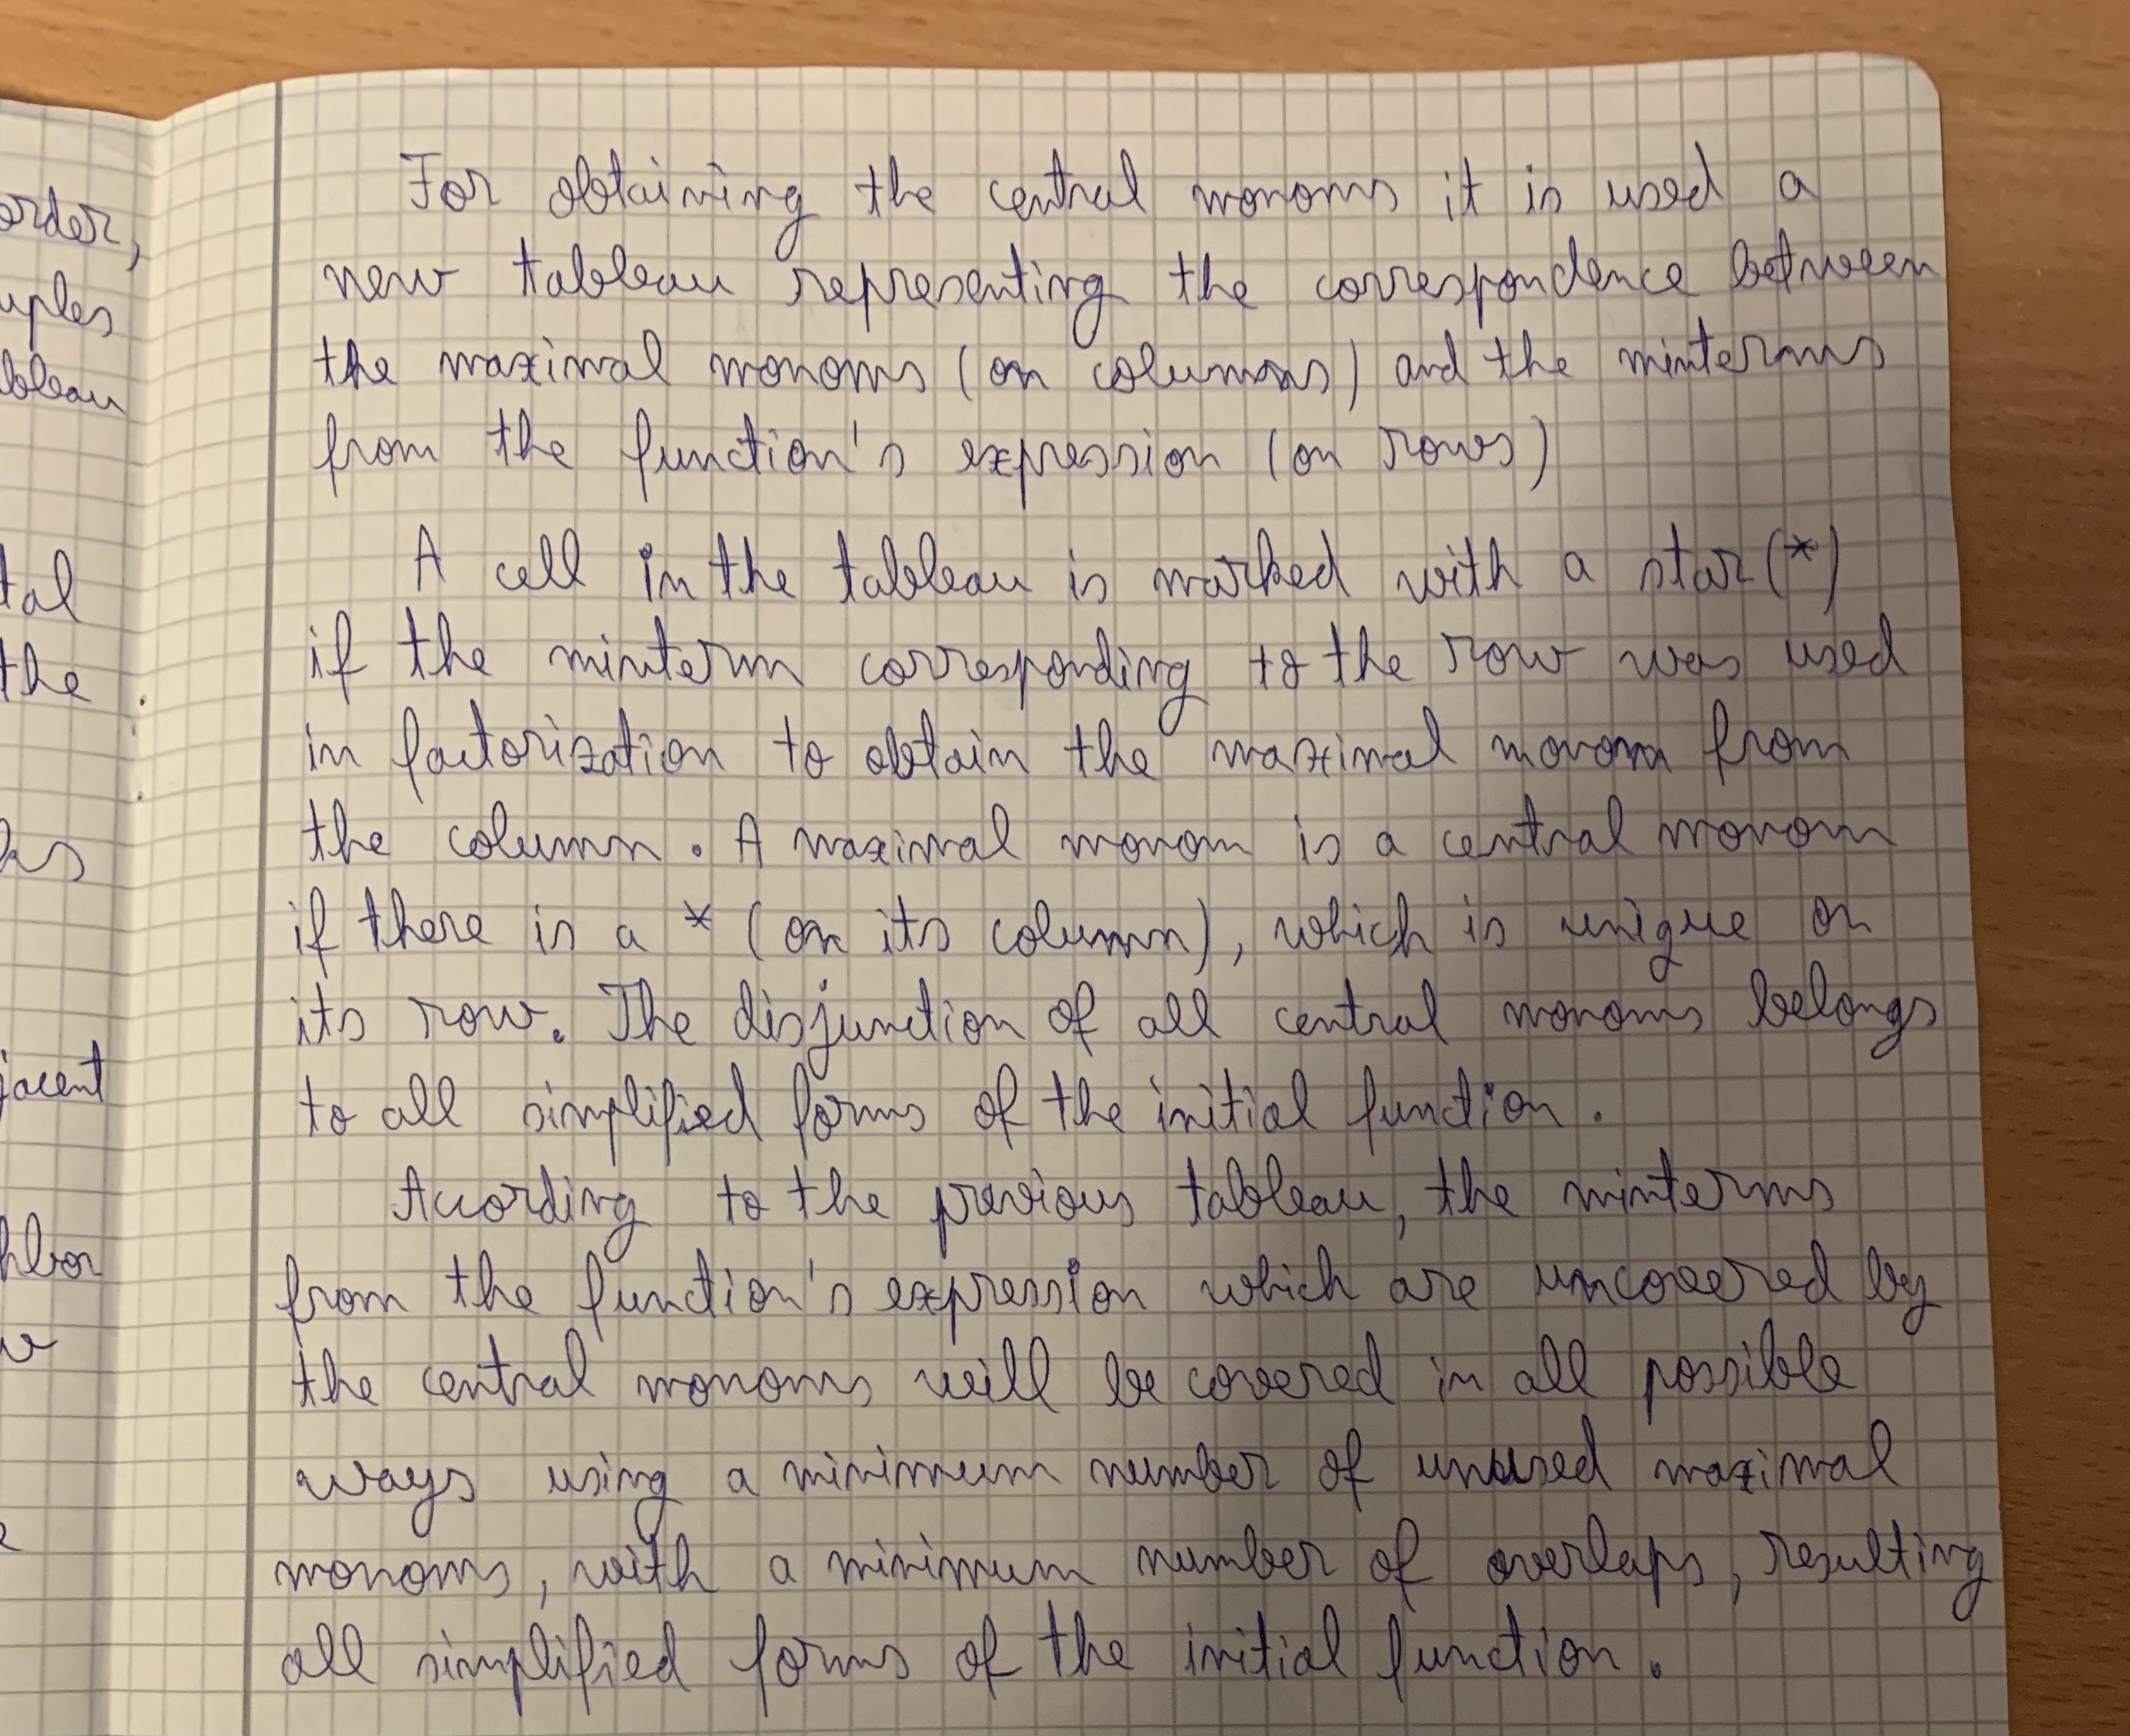 For obtaining the central monoms it is used a
new tableau representing the correspondence between
the maximal monoms (on columns) and the minterms
from the function's expression (on rows)
A cell in the tableau is marked with a star (*)
if the minterm corresponding to the row was used
in factorization to obtain the maximal monom from
the column. A maximal monom is a central monom
if there is a * (on its column), which is unique on
its row. The disjunction of all central monoms belongs
to all simplified forms of the initial function.
According to the previous tableau, the minterms
from the function's expression which are uncovered by
the central monoms will be covered in all possible
ways using a minimum number of unused maximal
monoms, with a minimum number of overlaps, resulting
all simplified forms of the initial function.
order,
uples
bleau
tal
the
jacent
hbor